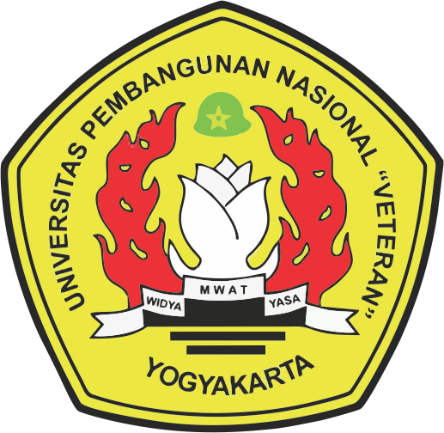 UNIVERSITAS PEMBANGUNAN NASIONAL “VETERAN”
WIDYA MWAT YASA
YOGYAKARTA